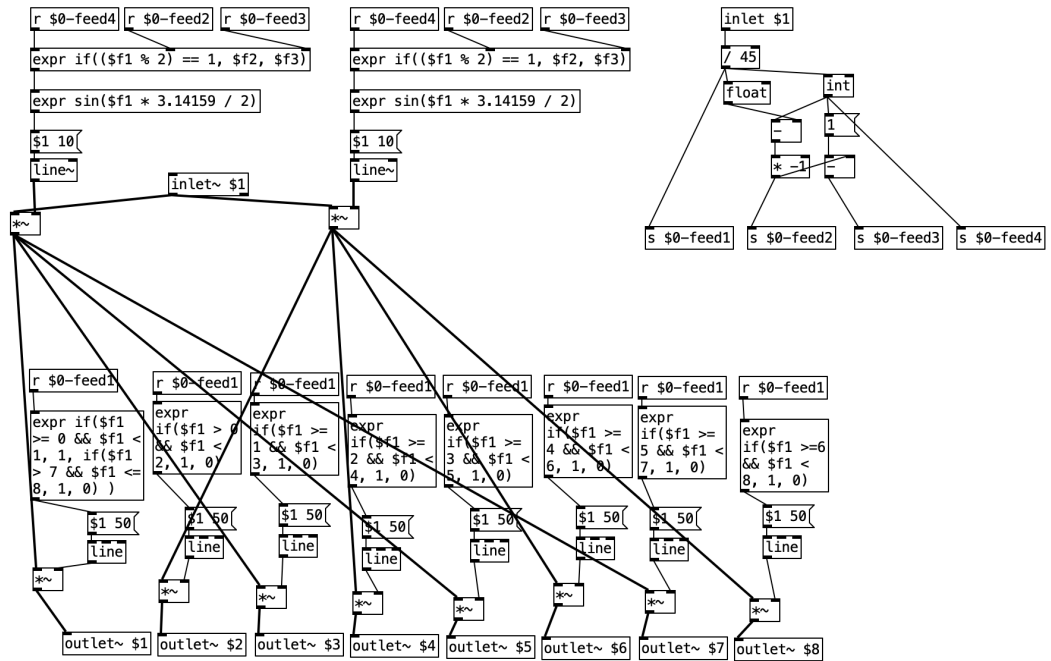 r $0-feed4
r $0-feed2
r $0-feed3
r $0-feed4
r $0-feed2
r $0-feed3
inlet $1
expr if(($f1 % 2) == 1, $f2, $f3)
expr if(($f1 % 2) == 1, $f2, $f3)
/ 45
float
int
expr sin($f1 * 3.14159 / 2)
expr sin($f1 * 3.14159 / 2)
-
1
$1 10
$1 10
line~
line~
* -1
-
inlet~ $1
*~
*~
s $0-feed1
s $0-feed2
s $0-feed3
s $0-feed4
r $0-feed1
r $0-feed1
r $0-feed1
r $0-feed1
r $0-feed1
r $0-feed1
r $0-feed1
r $0-feed1
expr if($f1
>= 0 && $f1 <
1, 1, if($f1
> 7 && $f1 <=
8, 1, 0) )
expr
if($f1 > 0
&& $f1 <
2, 1, 0)
expr
if($f1 >=
1 && $f1 <
3, 1, 0)
expr
if($f1 >=
2 && $f1 <
4, 1, 0)
expr
if($f1 >=
3 && $f1 <
5, 1, 0)
expr
if($f1 >=
4 && $f1 <
6, 1, 0)
expr
if($f1 >=
5 && $f1 <
7, 1, 0)
expr
if($f1 >=6
&& $f1 <
8, 1, 0)
$1 50
$1 50
$1 50
$1 50
$1 50
$1 50
$1 50
$1 50
line
line
line
line
line
line
line
line
*~
*~
*~
*~
*~
*~
*~
*~
outlet~ $1
outlet~ $2
outlet~ $3
outlet~ $4
outlet~ $5
outlet~ $6
outlet~ $7
outlet~ $8